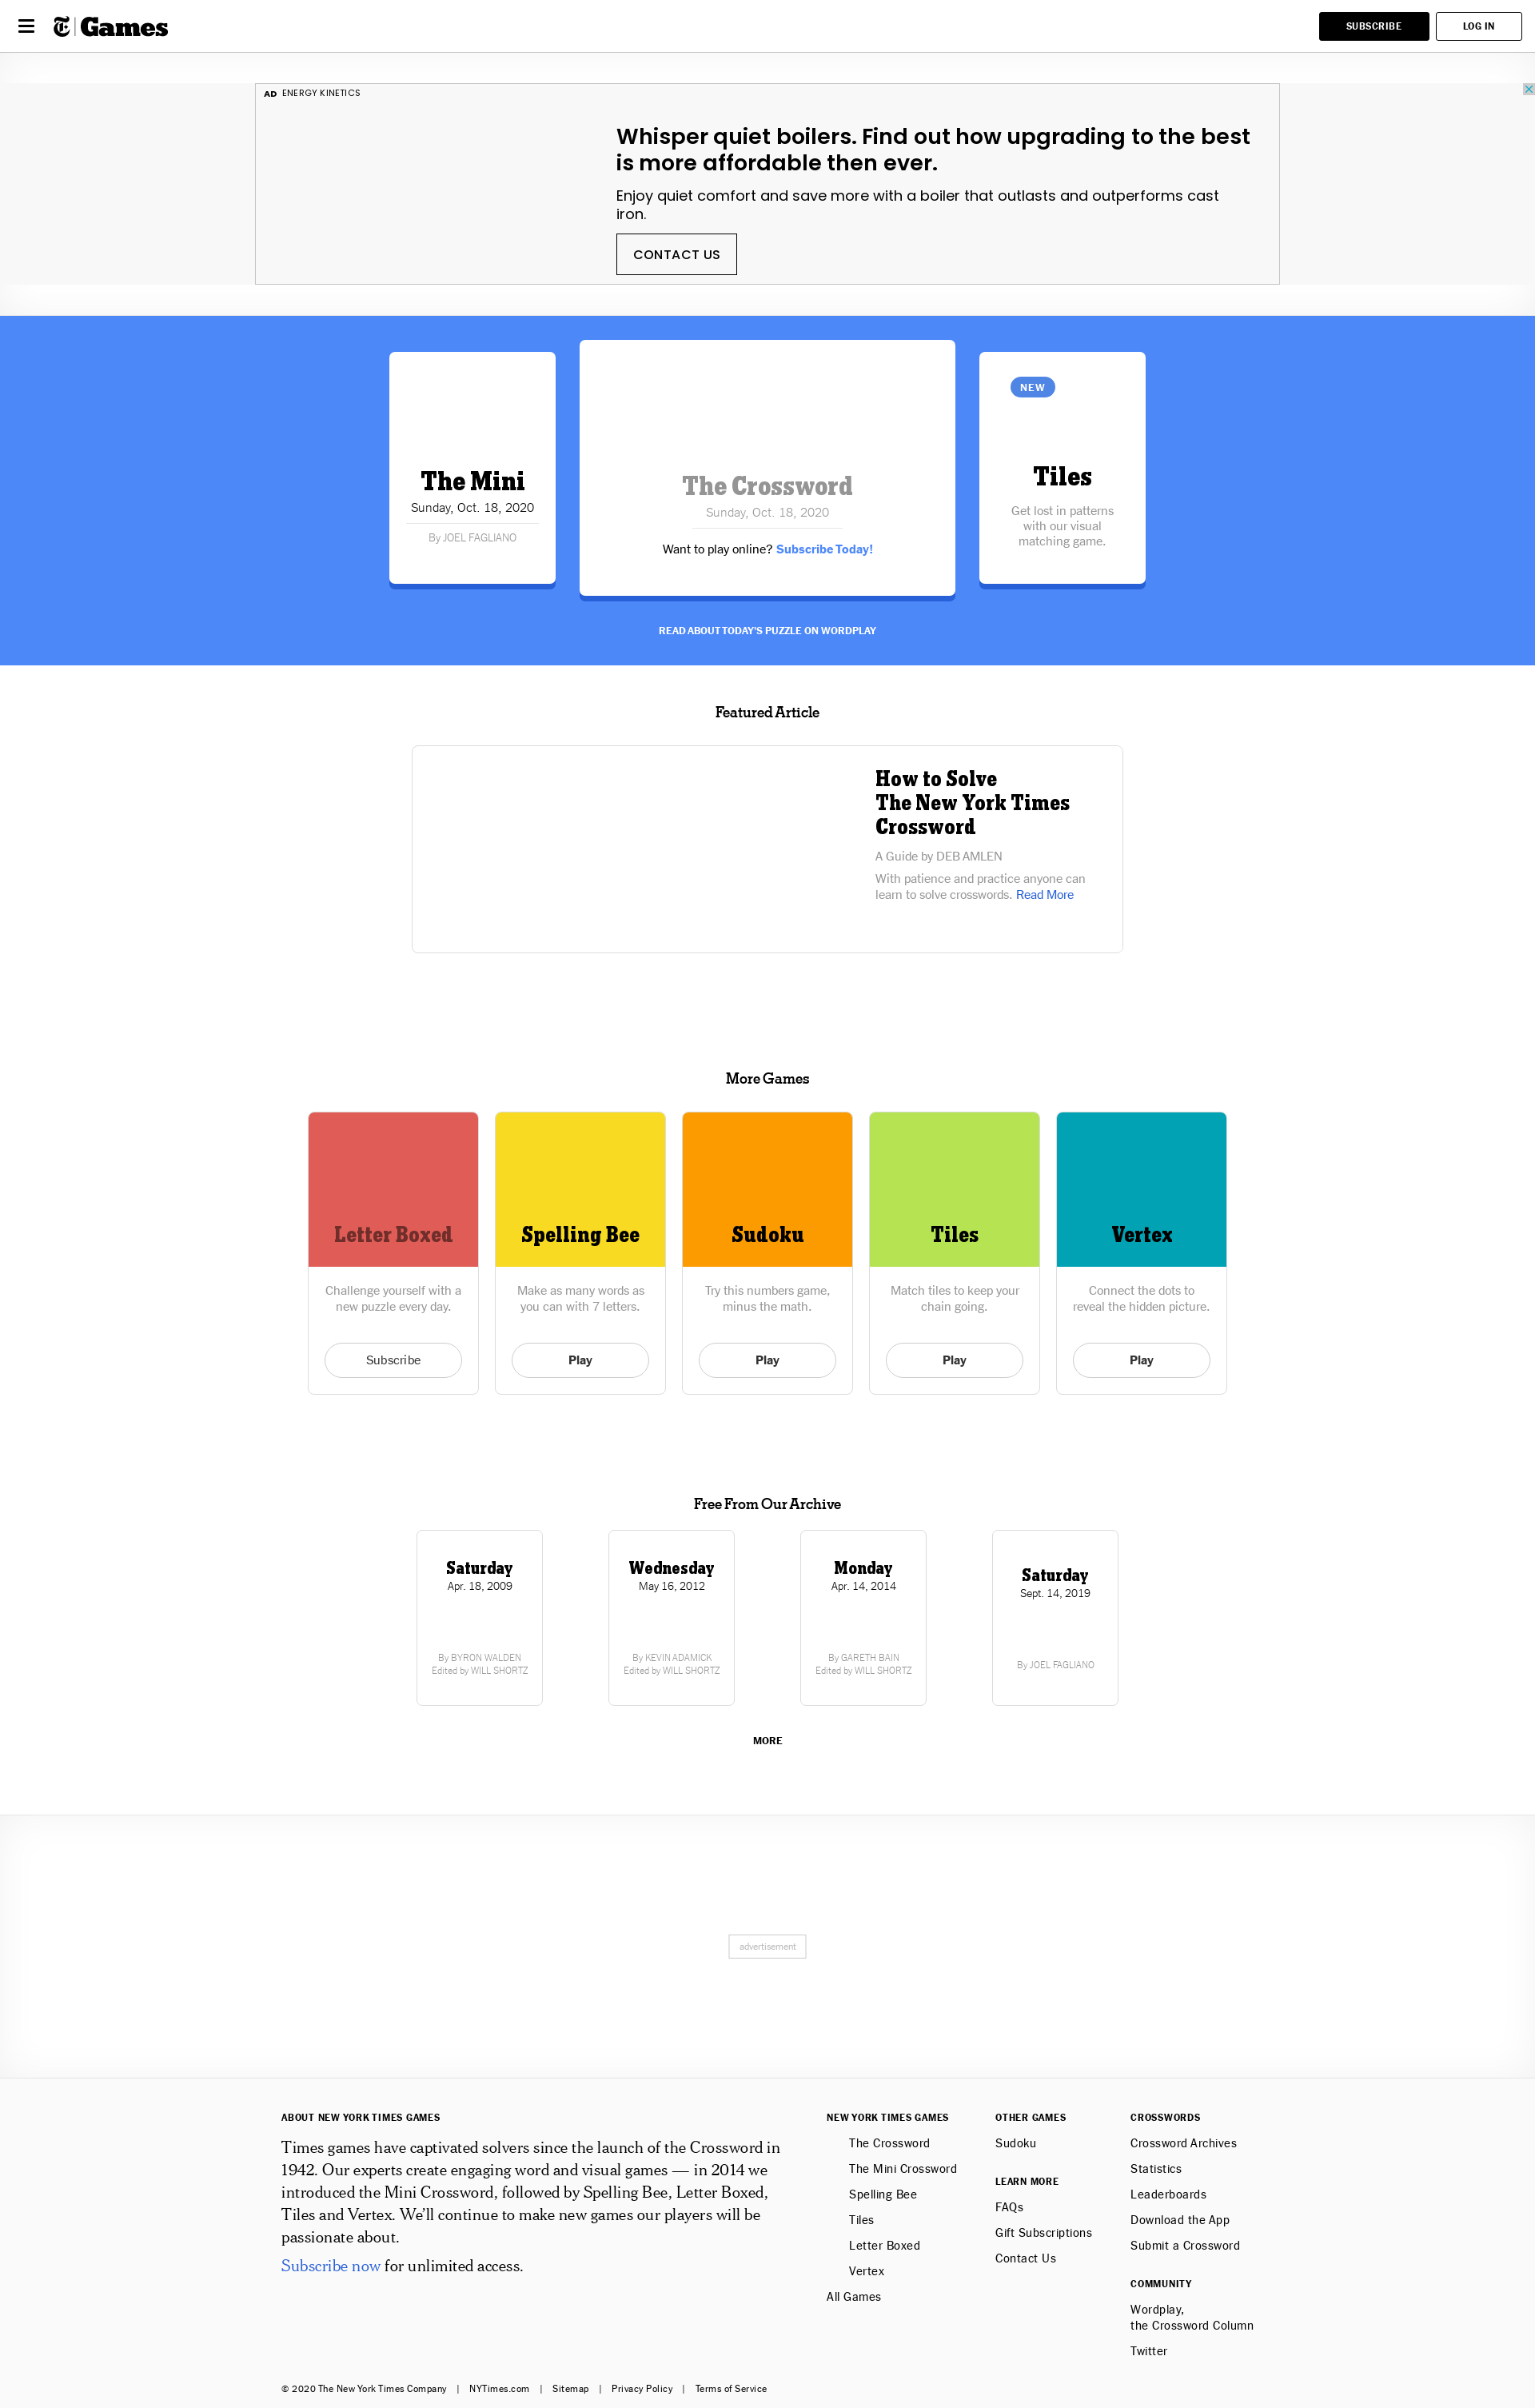 Games
SUBSCRIBE
LOG IN
AD ENERGY KINETICS
Whisper quiet boilers. Find out how upgrading to the best
is more affordable then ever.
Enjoy quiet comfort and save more with a boiler that outlasts and outperforms cast
iron.
CONTACT US
The Mini
Sunday, Oct. 18, 2020
By JOEL FAGLIANO
The Crossword
Sunday, Oct. 18, 2020
Want to play online? Subscribe Today!
NEW
Tiles
Get lost in patterns
with our visual
matching game.
READ ABOUT TODAY'S PUZZLE ON WORDPLAY
Featured Article
How to Solve
The New York Times
Crossword
A Guide by DEB AMLEN
With patience and practice anyone can
learn to solve crosswords. Read More
More Games
Letter Boxed
Challenge yourself with a
new puzzle every day.
Subscribe
Spelling Bee
Make as many words as
you can with 7 letters.
Play
Sudoku
Try this numbers game,
minus the math.
Play
Tiles
Match tiles to keep your
chain going.
Play
Vertex
Connect the dots to
reveal the hidden picture.
Play
Free From Our Archive
Saturday
Apr. 18, 2009
By BYRON WALDEN
Edited by WILL SHORTZ
Wednesday
May 16, 2012
By KEVIN ADAMICK
Edited by WILL SHORTZ
Monday
Apr. 14, 2014
By GARETH BAIN
Edited by WILL SHORTZ
Saturday
Sept. 14, 2019
By JOEL FAGLIANO
MORE
advertisement
ABOUT NEW YORK TIMES GAMES
Times games have captivated solvers since the launch of the Crossword in
1942. Our experts create engaging word and visual games — in 2014 we
introduced the Mini Crossword, followed by Spelling Bee, Letter Boxed,
Tiles and Vertex. We’ll continue to make new games our players will be
passionate about.
Subscribe now for unlimited access.
NEW YORK TIMES GAMES
The Crossword
The Mini Crossword
Spelling Bee
Tiles
Letter Boxed
Vertex
All Games
OTHER GAMES
Sudoku
LEARN MORE
FAQs
Gift Subscriptions
Contact Us
CROSSWORDS
Crossword Archives
Statistics
Leaderboards
Download the App
Submit a Crossword
COMMUNITY
Wordplay,
the Crossword Column
Twitter
© 2020 The New York Times Company | NYTimes.com | Sitemap | Privacy Policy | Terms of Service